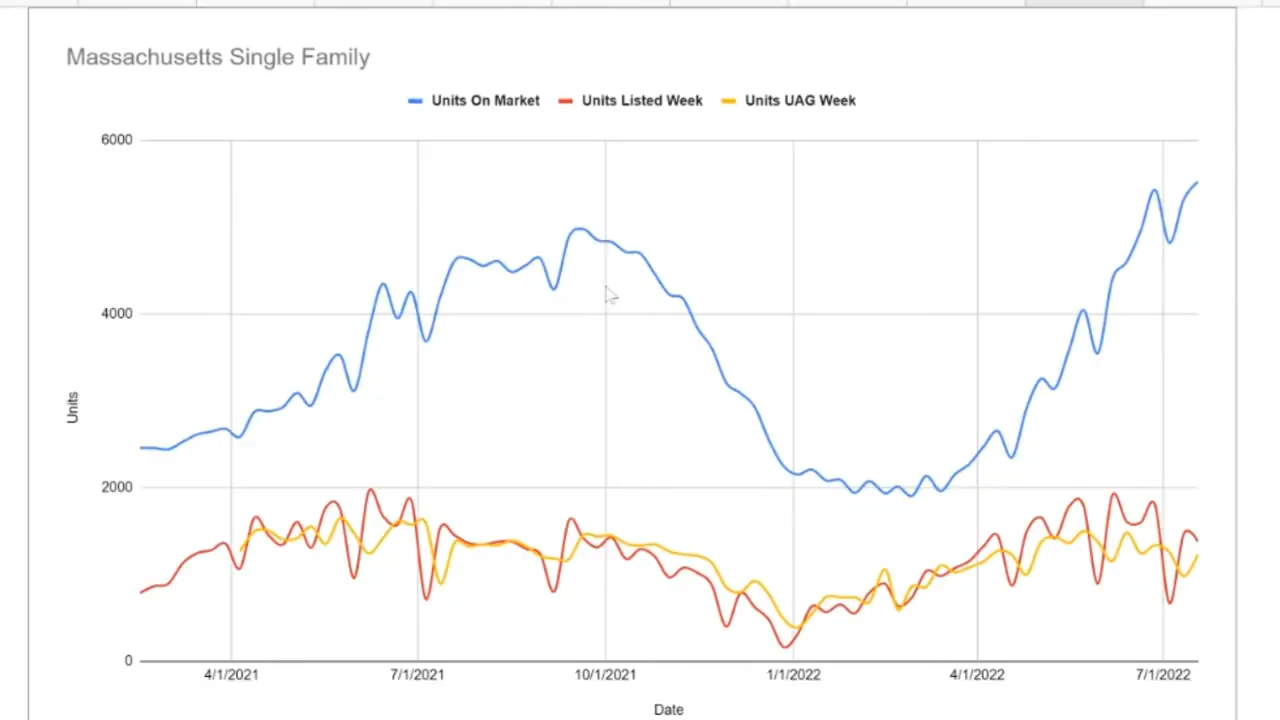 Massachusetts Single Family
Units On Market Units Listed Week Units UAG Week
6000
4000
2000
0
Units
4/1/2021 7/1/2021 10/1/2021 1/1/2022 4/1/2022 7/1/2022
Date